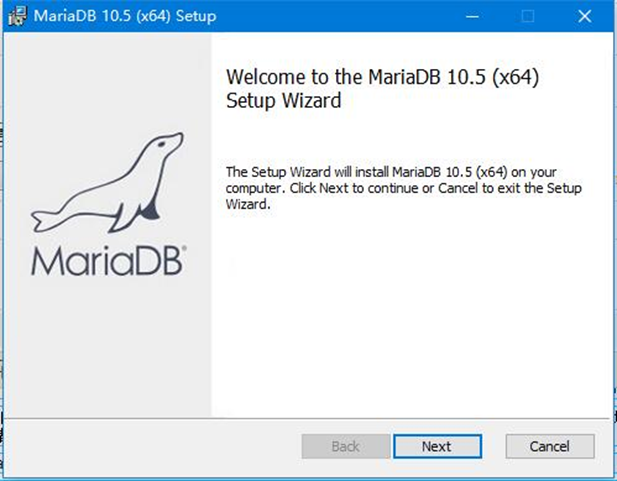 MariaDB 10.5 (x64) Setup
Welcome to the MariaDB 10.5 (x64)
Setup Wizard
The Setup Wizard will install MariaDB 10.5 (x64) on your
computer. Click Next to continue or Cancel to exit the Setup
Wizard.
MariaDB®
Back
Next
Cancel